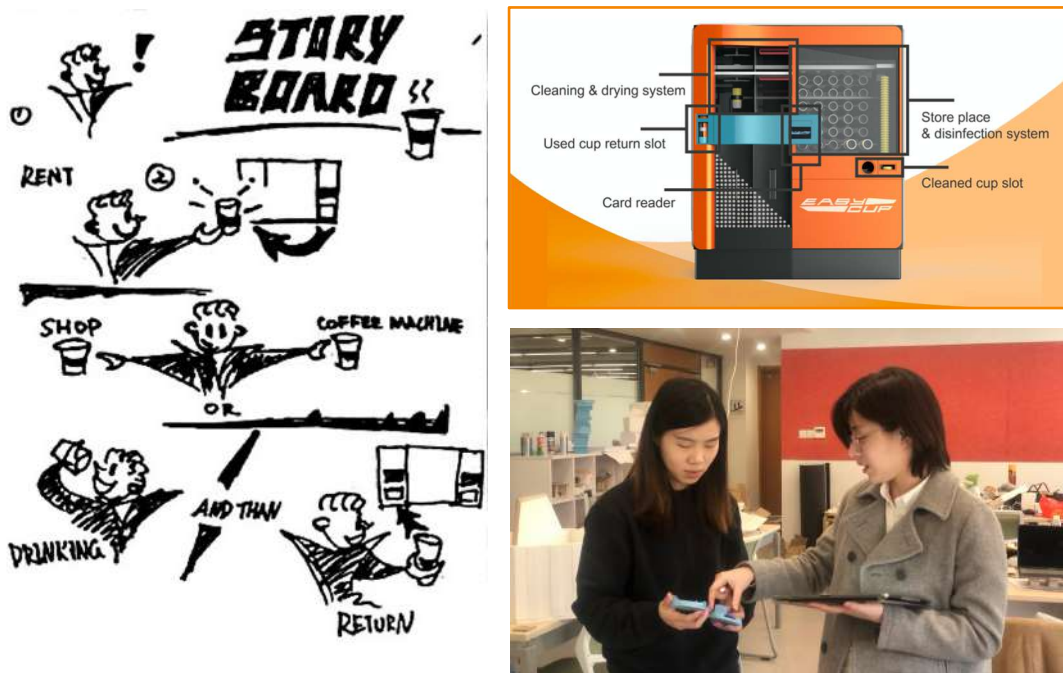 STORY
BOARD
!
①
RENT
②
SHOP
COFFEE MACHINE
OR
DRINKING
AND THAN
RETURN
Cleaning & drying system
Used cup return slot
Card reader
Store place
& disinfection system
Cleaned cup slot
EASY
CUP